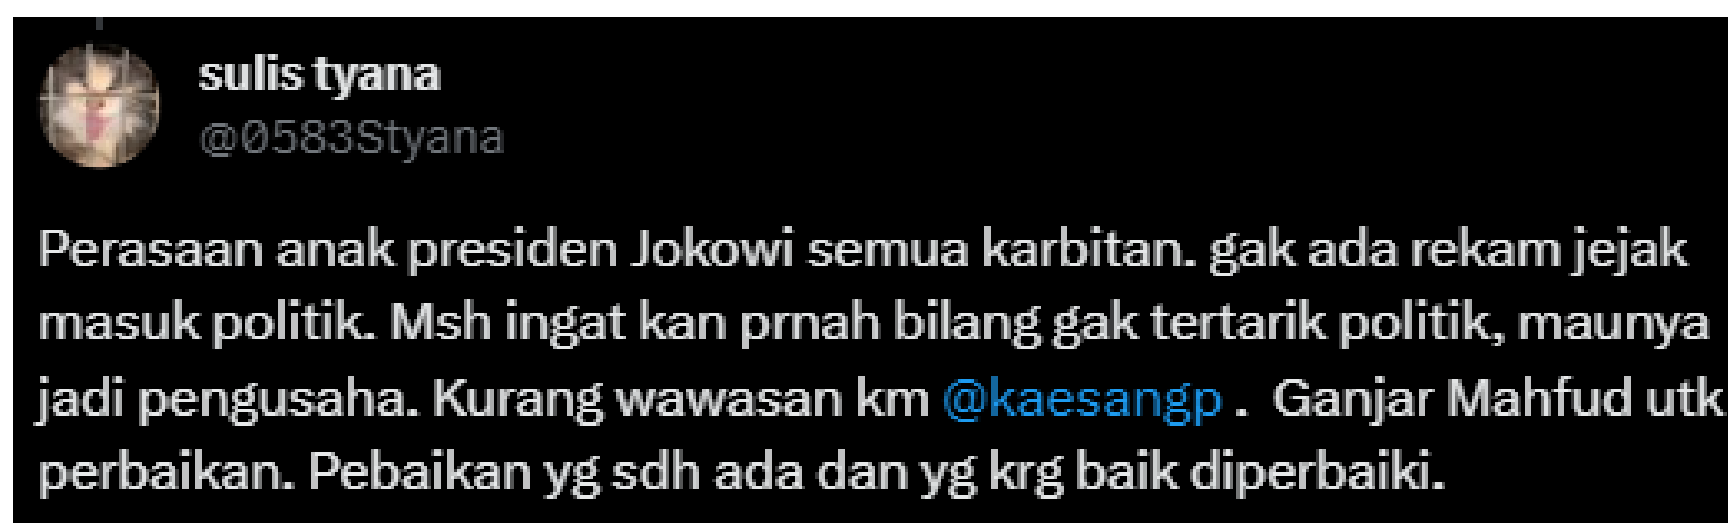 sulis tyana
@0583Styana
Perasaan anak presiden Jokowi semua karbitan. gak ada rekam jejak
masuk politik. Msh ingat kan prnah bilang gak tertarik politik, maunya
jadi pengusaha. Kurang wawasan km @kaesangp . Ganjar Mahfud utk
perbaikan. Pebaikan yg sdh ada dan yg krg baik diperbaiki.